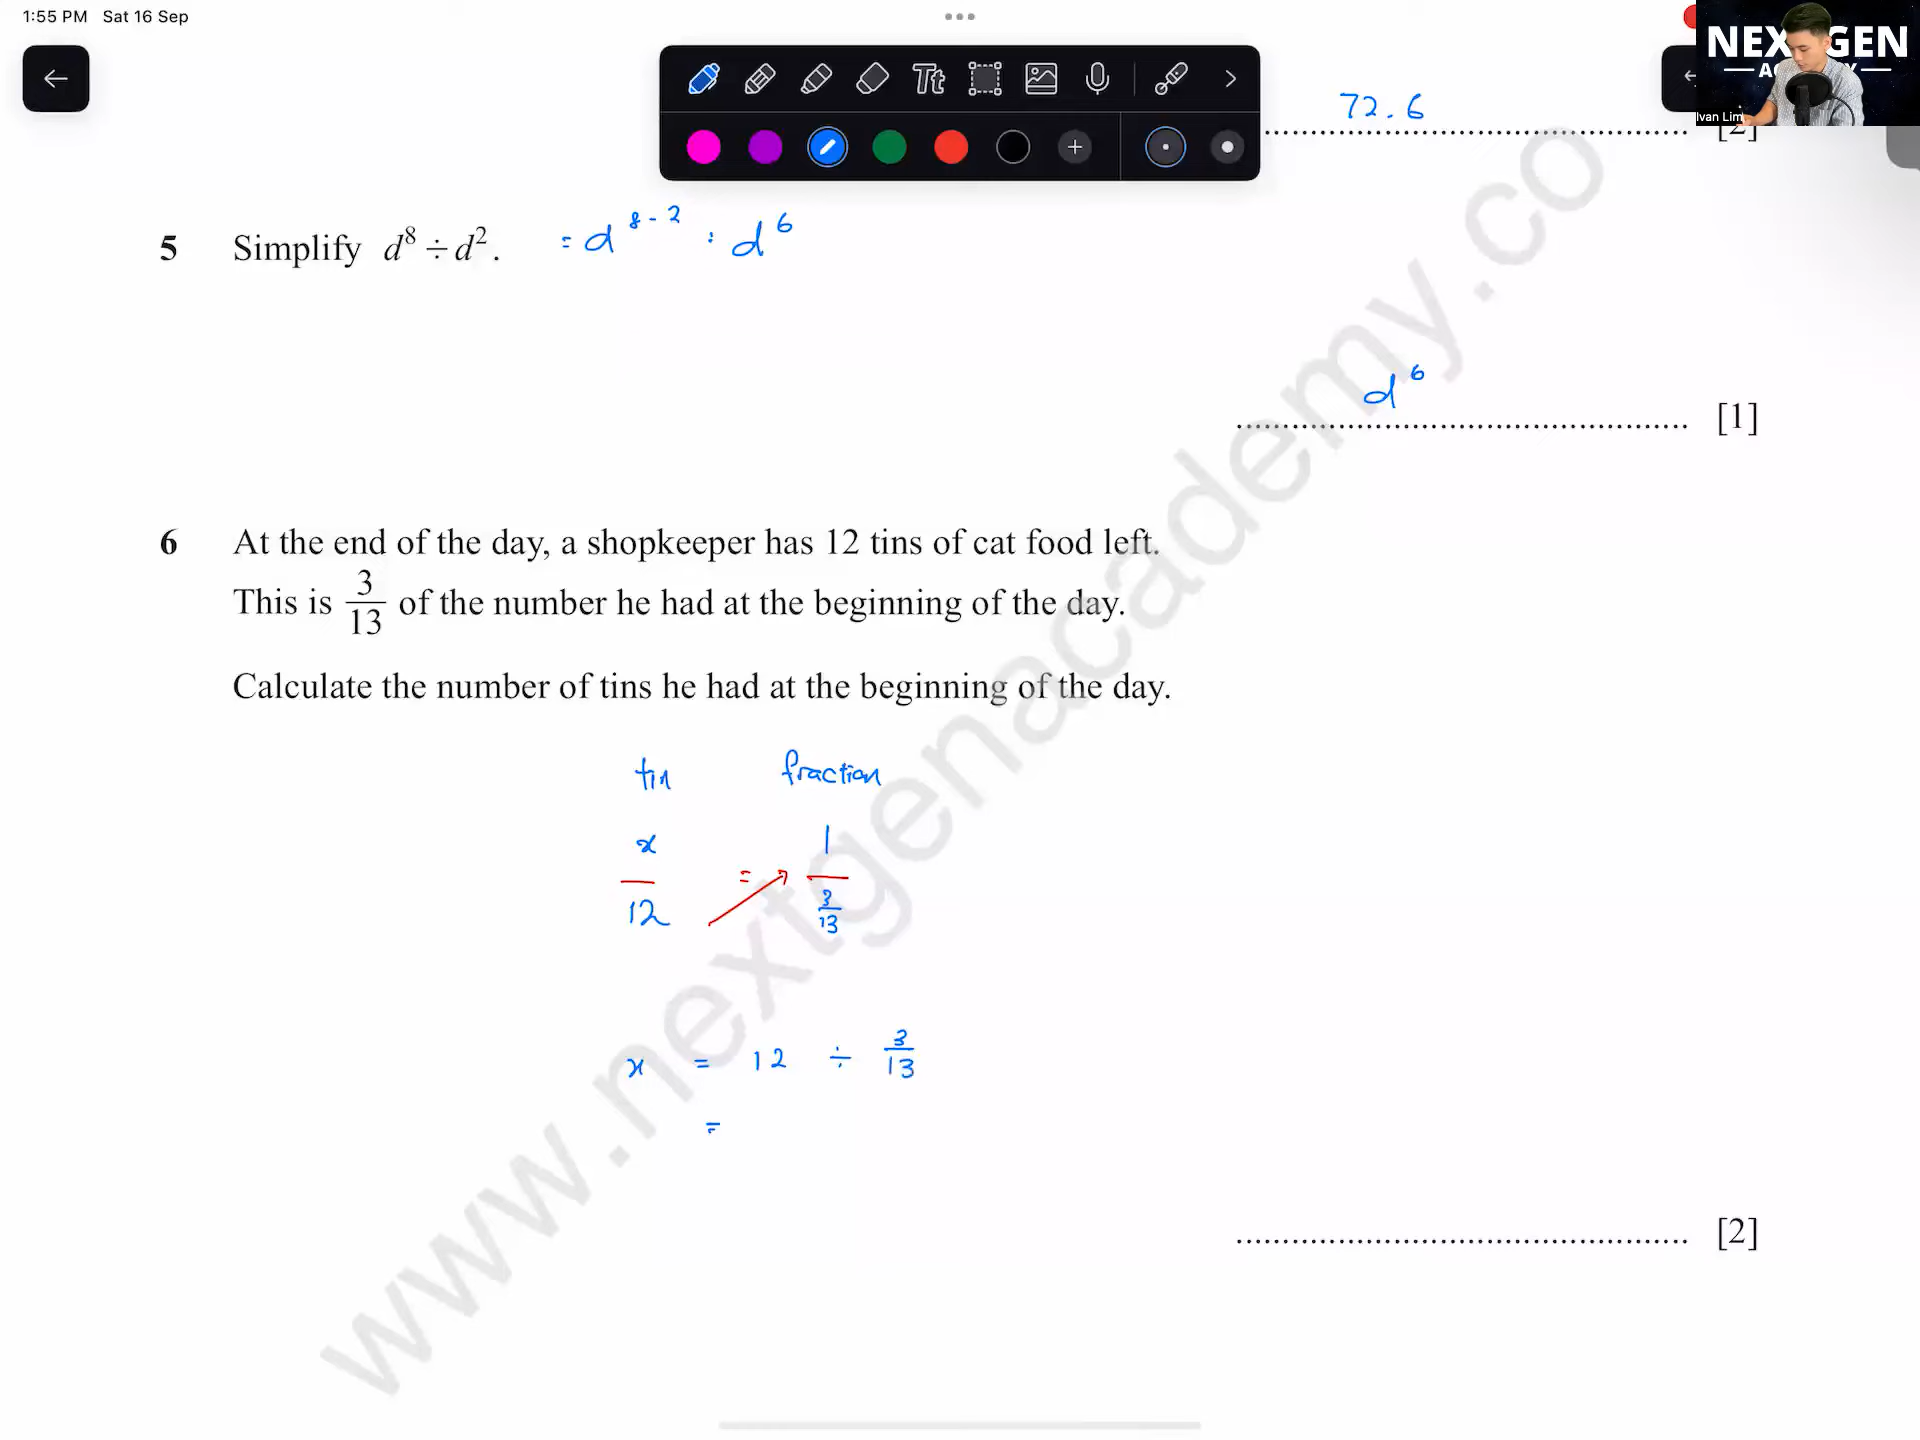 1:55 PM Sat 16 Sep
NEXTGEN
Ivan Lim
Tt
72.6
[2]
5 Simplify d⁸ ÷ d². = d⁸⁻² : d⁶
d⁶
[1]
6 At the end of the day, a shopkeeper has 12 tins of cat food left.
This is 3/13 of the number he had at the beginning of the day.
Calculate the number of tins he had at the beginning of the day.
tin fraction
x/12 = 1/(3/13)
x = 12 ÷ 3/13
=
[2]
www.nextgenacademy.co